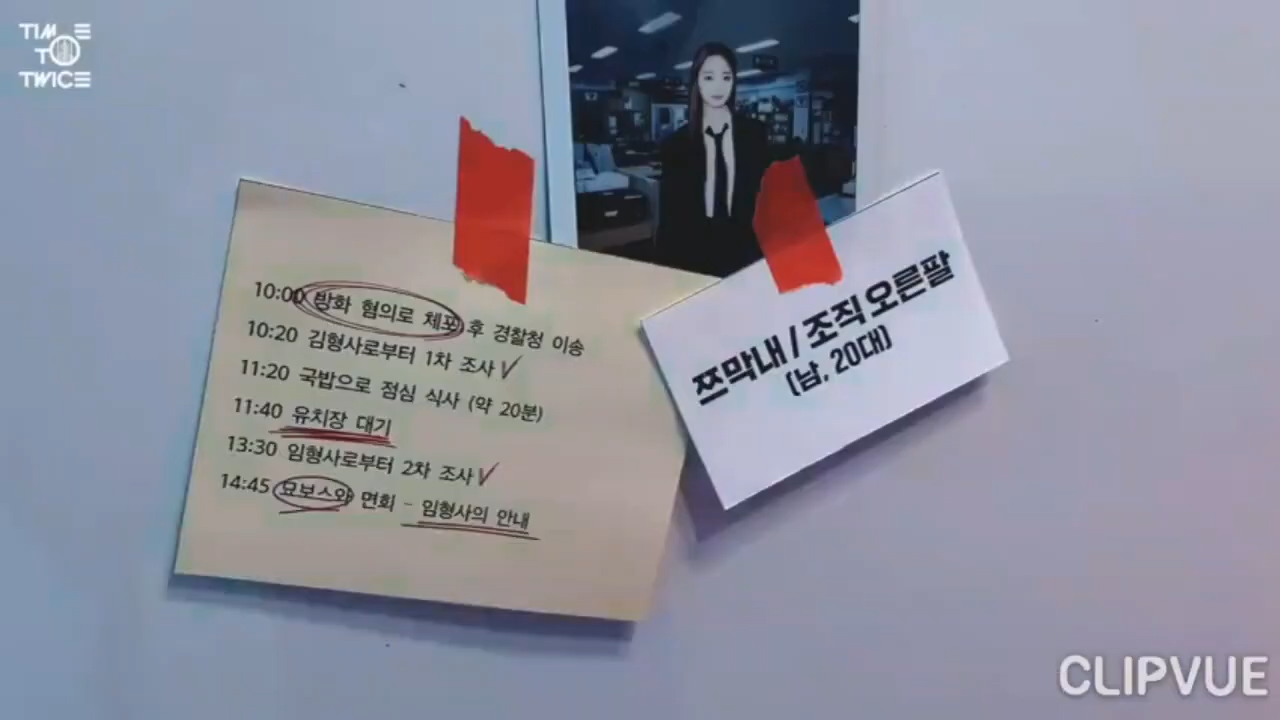 TIME
TO
TWICE
10:00 방화 혐의로 체포 후 경찰청 이송
10:20 김형사로부터 1차 조사 ✓
11:20 국밥으로 점심 식사 (약 20분)
11:40 유치장 대기
13:30 임형사로부터 2차 조사 ✓
14:45 묘보스와 면회 - 임형사의 안내
쯔막내 / 조직 오른팔
(남, 20대)
CLIPVUE